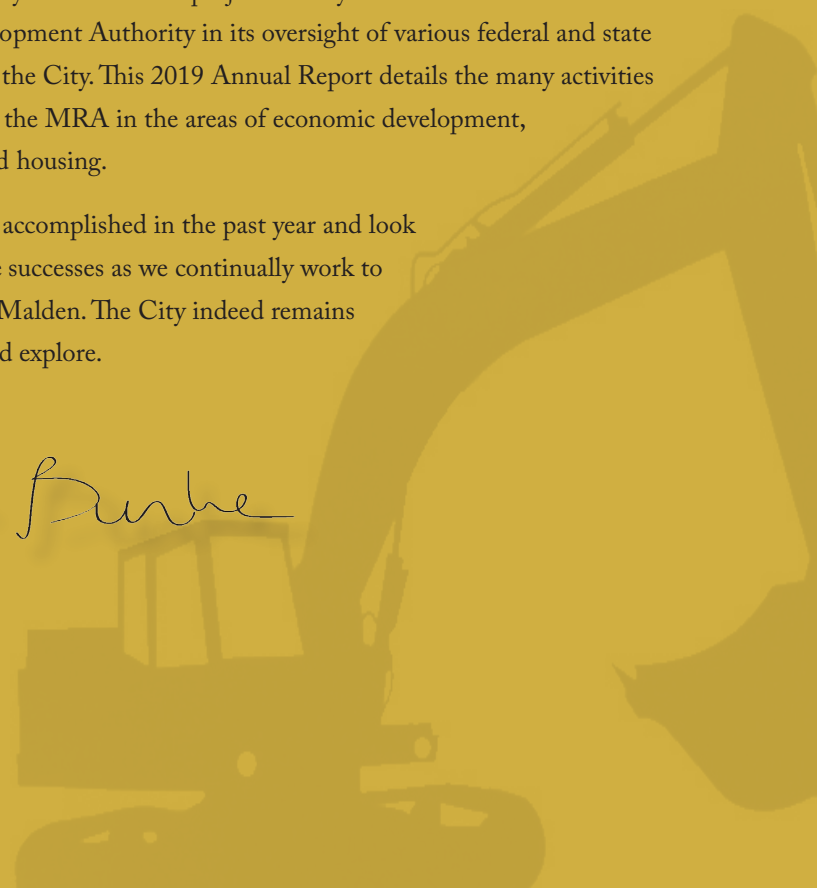 opment Authority in its oversight of various federal and state
the City. This 2019 Annual Report details the many activities
the MRA in the areas of economic development,
d housing.
accomplished in the past year and look
e successes as we continually work to
Malden. The City indeed remains
d explore.
Burke